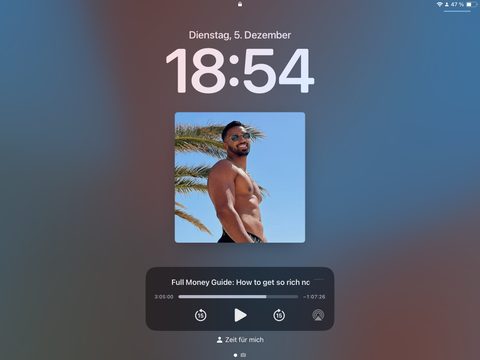 47 %
Dienstag, 5. Dezember
18:54
Full Money Guide: How to get so rich
3:05:00
−1:07:26
15
15
Zeit für mich